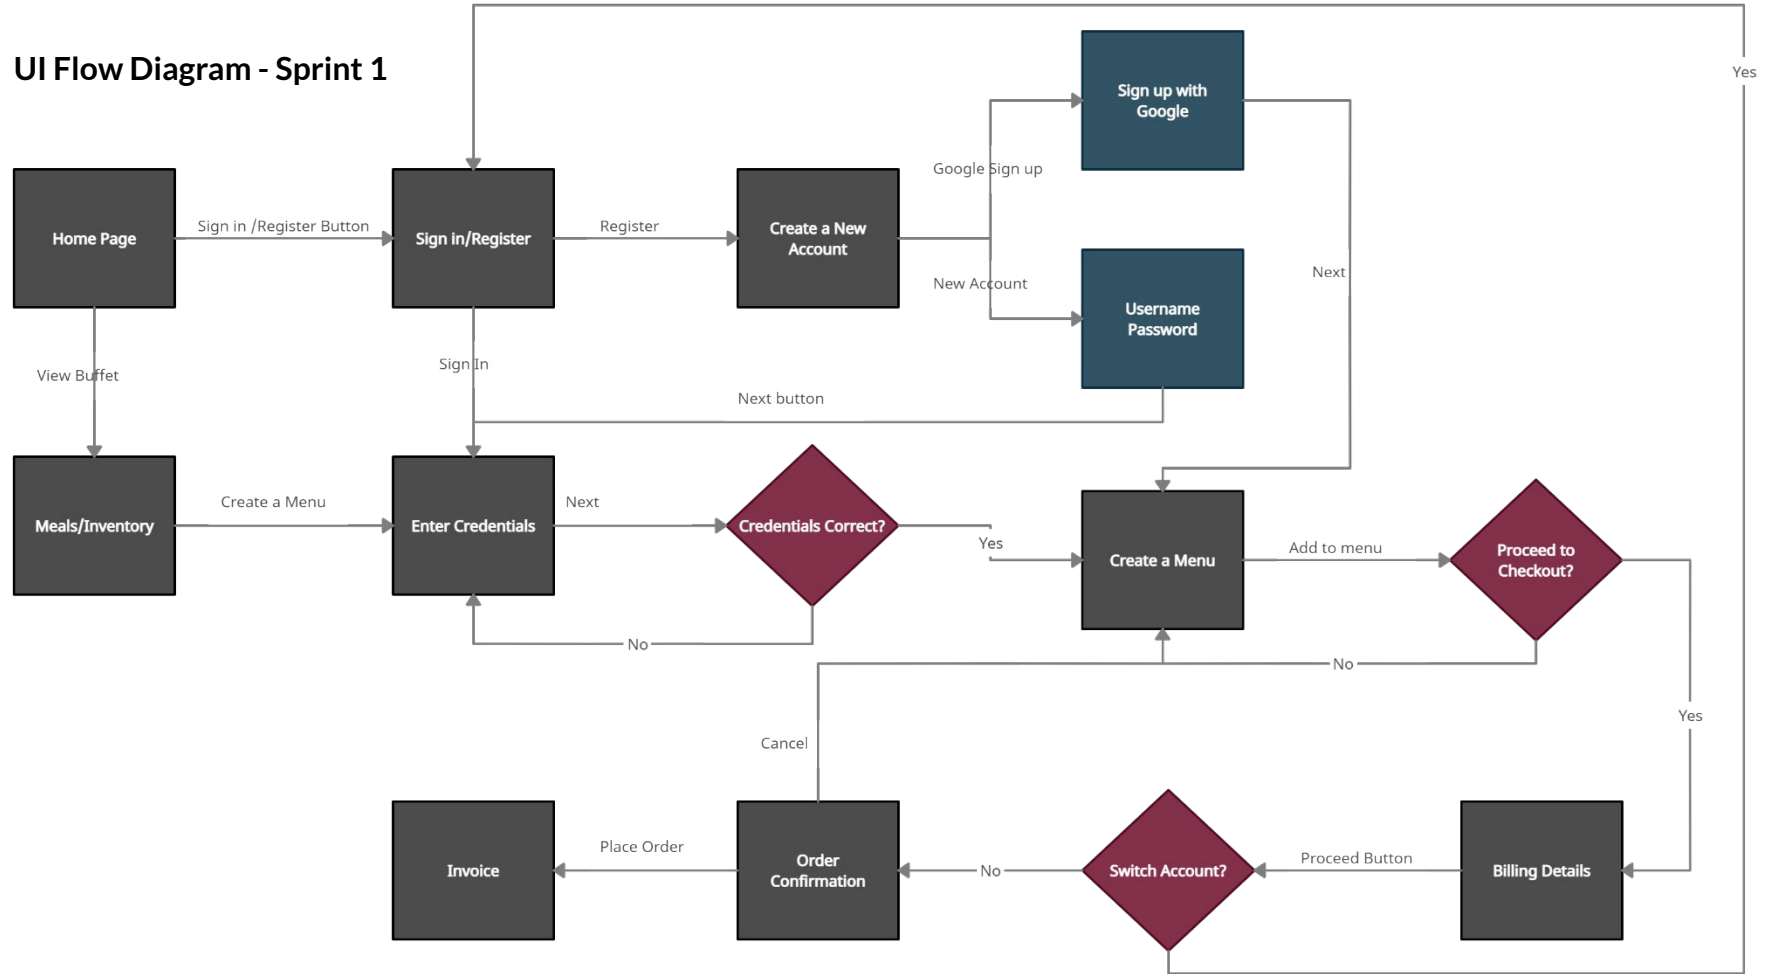 UI Flow Diagram - Sprint 1
Yes
Sign up with
Google
Google Sign up
Home Page
Sign in /Register Button
Sign in/Register
Register
Create a New
Account
Next
New Account
Username
Password
View Buffet
Sign In
Next button
Meals/Inventory
Create a Menu
Enter Credentials
Next
Credentials Correct?
Yes
Create a Menu
Add to menu
Proceed to
Checkout?
No
No
Yes
Cancel
Invoice
Place Order
Order
Confirmation
No
Switch Account?
Proceed Button
Billing Details